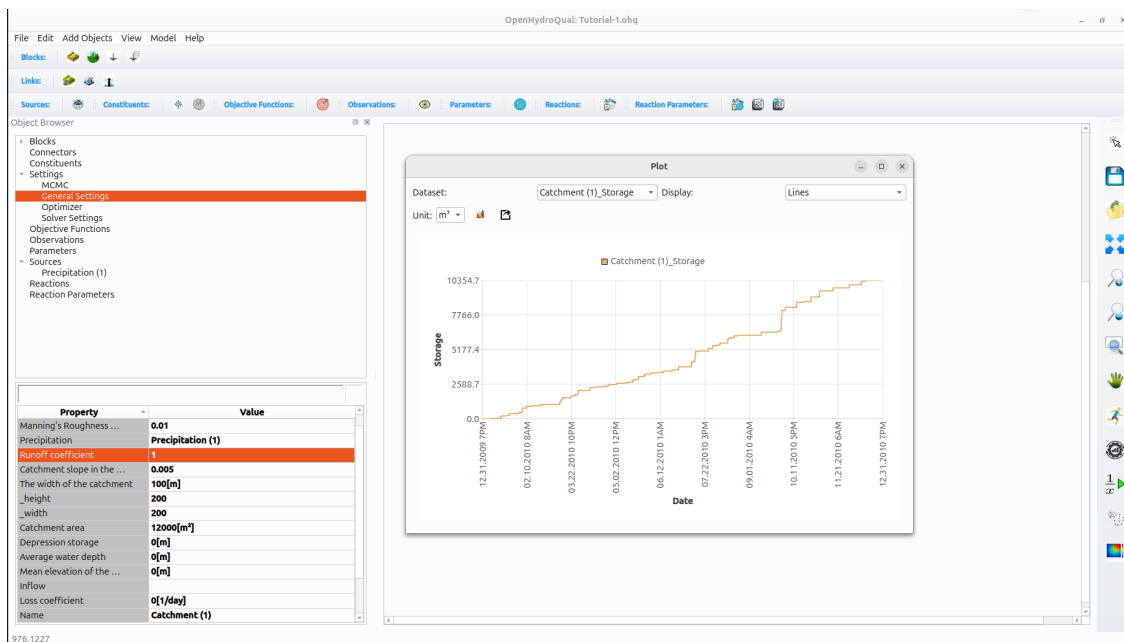 OpenHydroQual: Tutorial-1.ohq
File Edit Add Objects View Model Help
Blocks:
Links:
Sources: Constituents: Objective Functions: Observations: Parameters: Reactions: Reaction Parameters:
Object Browser
Blocks
Connectors
Constituents
Settings
MCMC
General Settings
Optimizer
Solver Settings
Objective Functions
Observations
Parameters
Sources
Precipitation (1)
Reactions
Reaction Parameters
Property Value
Manning's Roughness ... 0.01
Precipitation Precipitation (1)
Runoff coefficient 1
Catchment slope in the ... 0.005
The width of the catchment 100[m]
_height 200
_width 200
Catchment area 12000[m²]
Depression storage 0[m]
Average water depth 0[m]
Mean elevation of the ... 0[m]
Inflow
Loss coefficient 0[1/day]
Name Catchment (1)
976.1227
Plot
Dataset: Catchment (1)_Storage Display: Lines
Unit: m³
Catchment (1)_Storage
10354.7
7766.0
5177.4
2588.7
0.0
Storage
12.31.2009 7PM
02.10.2010 8AM
03.22.2010 10PM
05.02.2010 12PM
06.12.2010 1AM
07.22.2010 3PM
09.01.2010 4AM
10.11.2010 5PM
11.21.2010 6AM
12.31.2010 7PM
Date
1
x